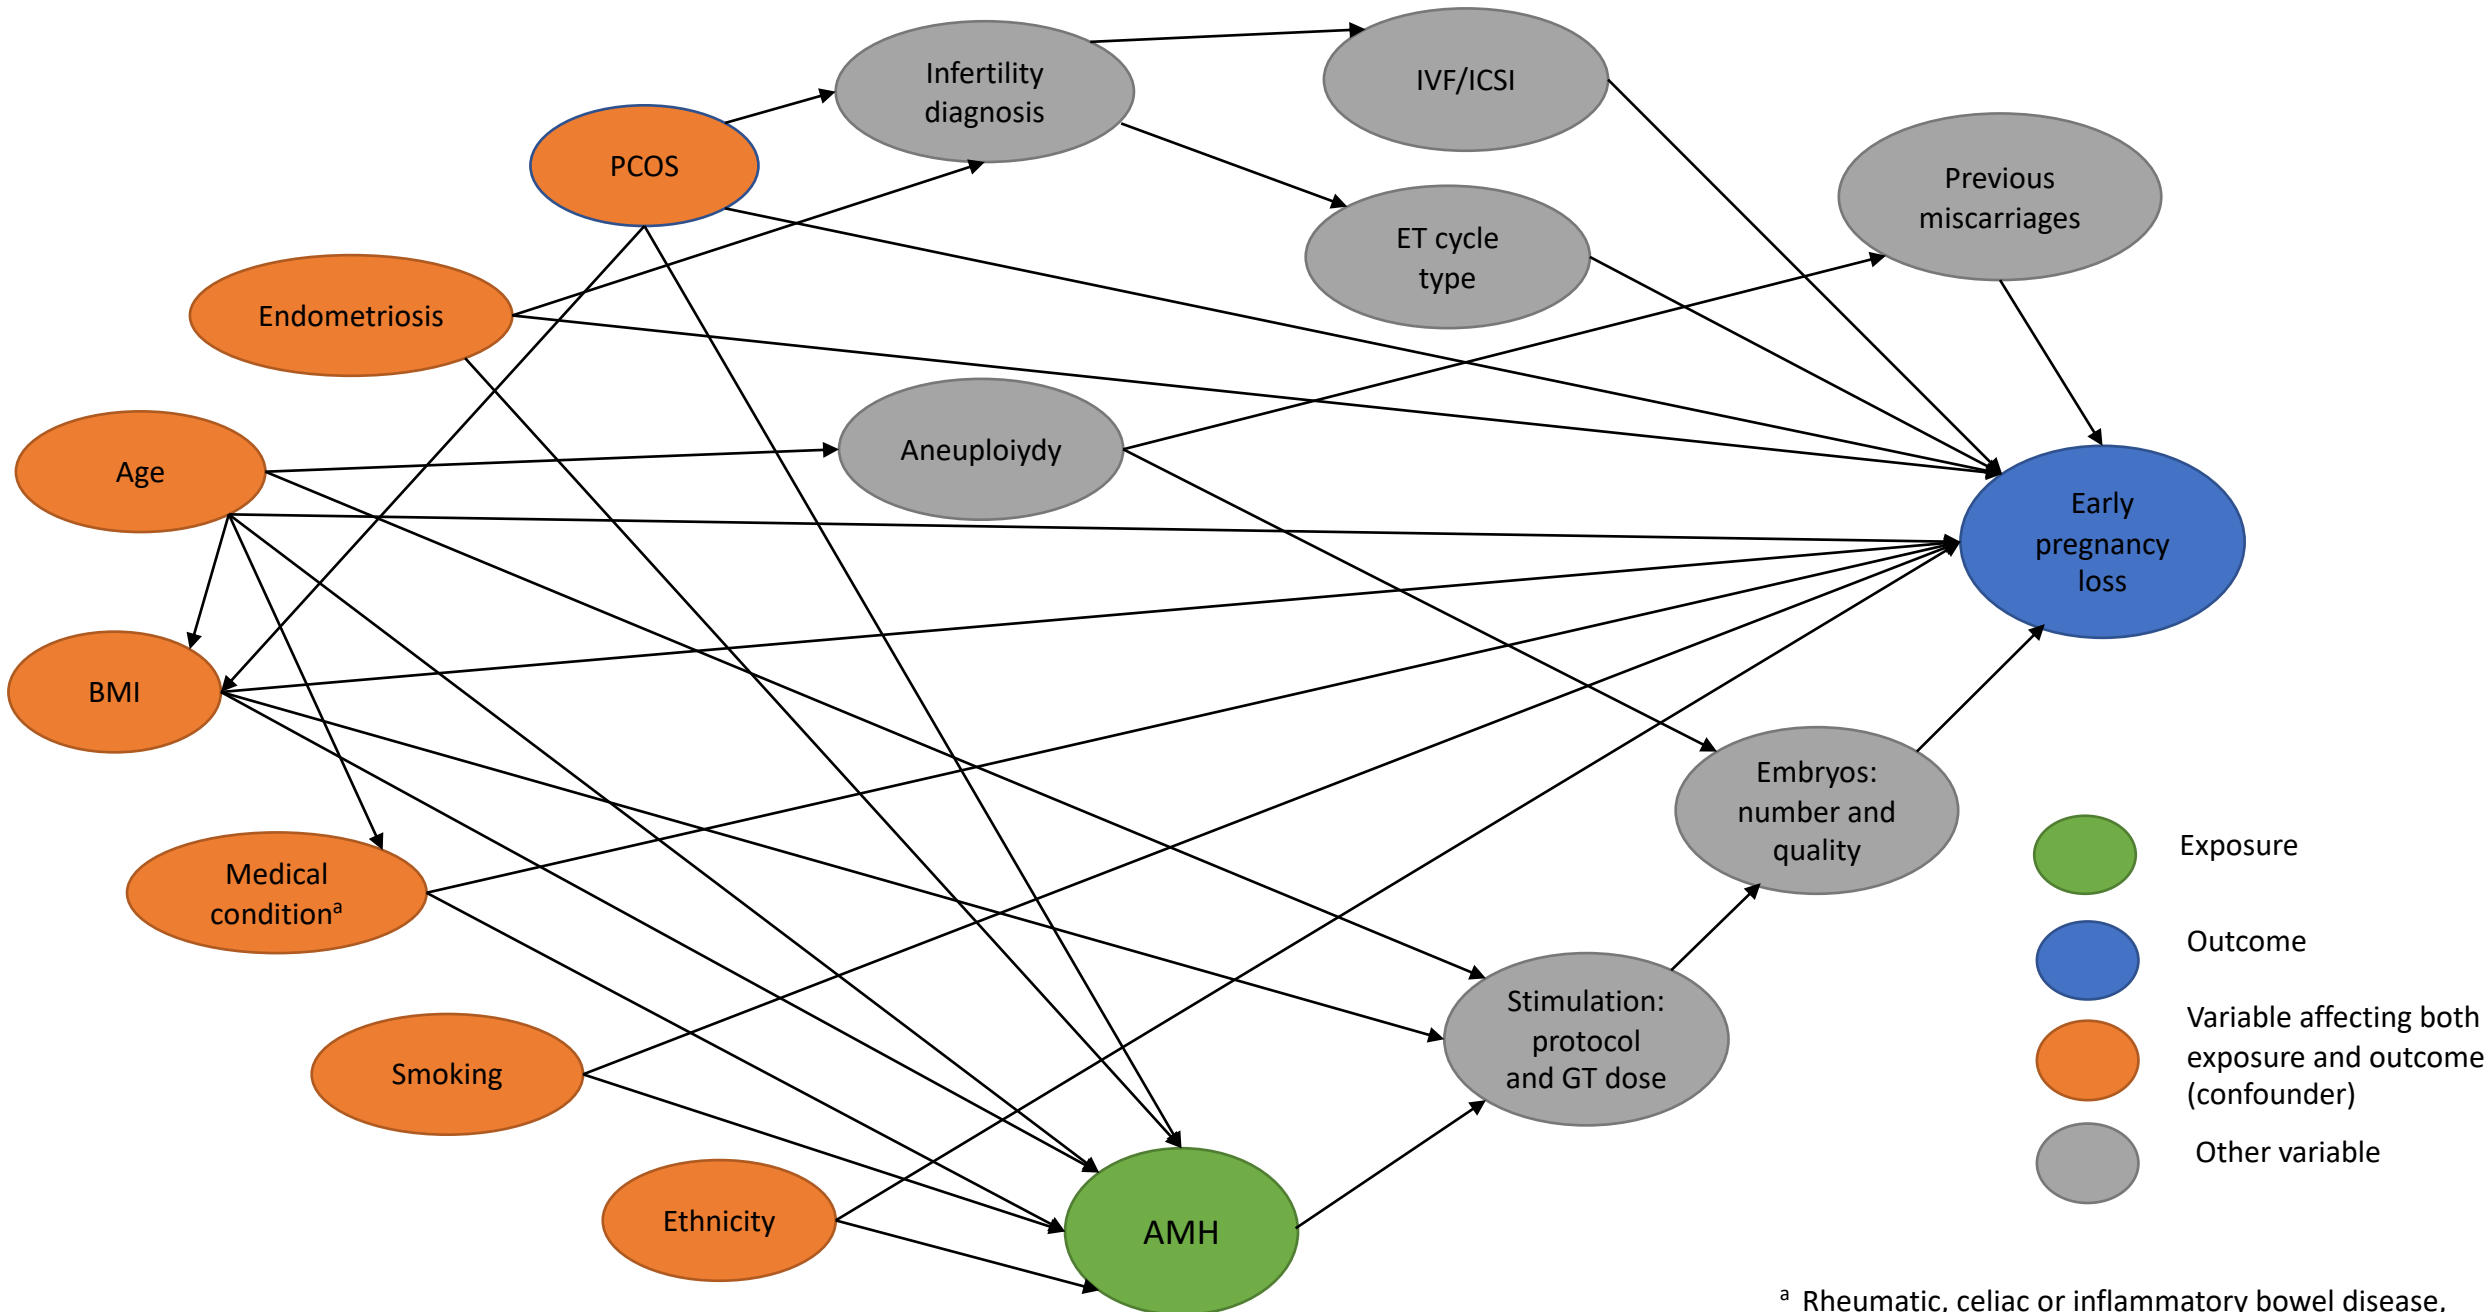 Infertility
diagnosis
IVF/ICSI
PCOS
Previous
miscarriages
ET cycle
type
Endometriosis
Aneuploiydy
Age
Early
pregnancy
loss
BMI
Embryos:
number and
quality
Medical
conditionᵃ
Stimulation:
protocol
and GT dose
Smoking
Ethnicity
AMH
Exposure
Outcome
Variable affecting both
exposure and outcome
(confounder)
Other variable
ᵃ Rheumatic, celiac or inflammatory bowel disease,